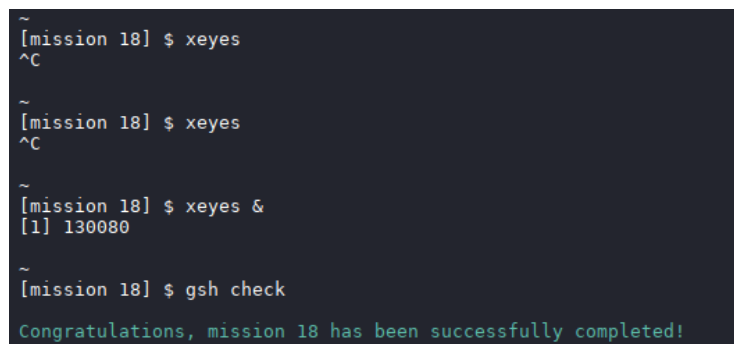 ~
[mission 18] $ xeyes
^C
~
[mission 18] $ xeyes
^C
~
[mission 18] $ xeyes &
[1] 130080
~
[mission 18] $ gsh check
Congratulations, mission 18 has been successfully completed!